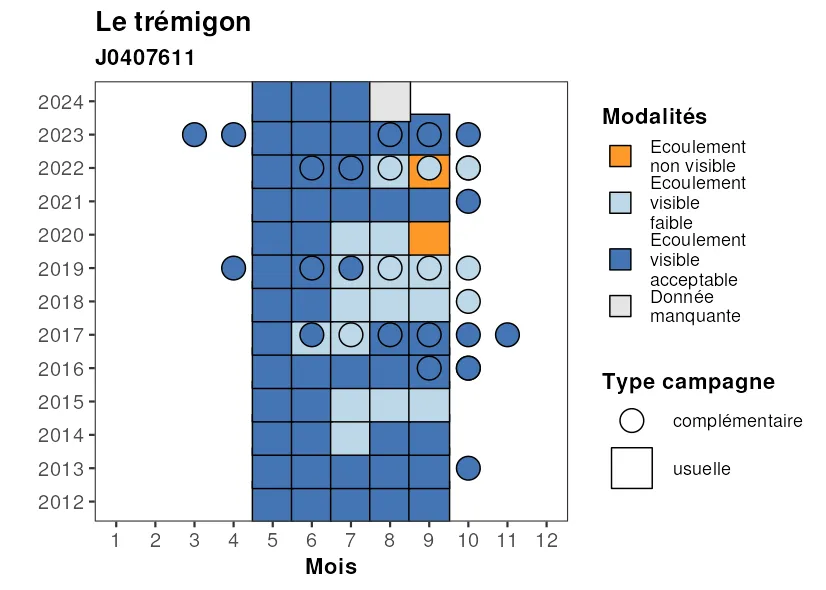 Le trémigon
J0407611
2024
2023
2022
2021
2020
2019
2018
2017
2016
2015
2014
2013
2012
1 2 3 4 5 6 7 8 9 10 11 12
Mois
Modalités
Ecoulement
non visible
Ecoulement
visible
faible
Ecoulement
visible
acceptable
Donnée
manquante
Type campagne
complémentaire
usuelle